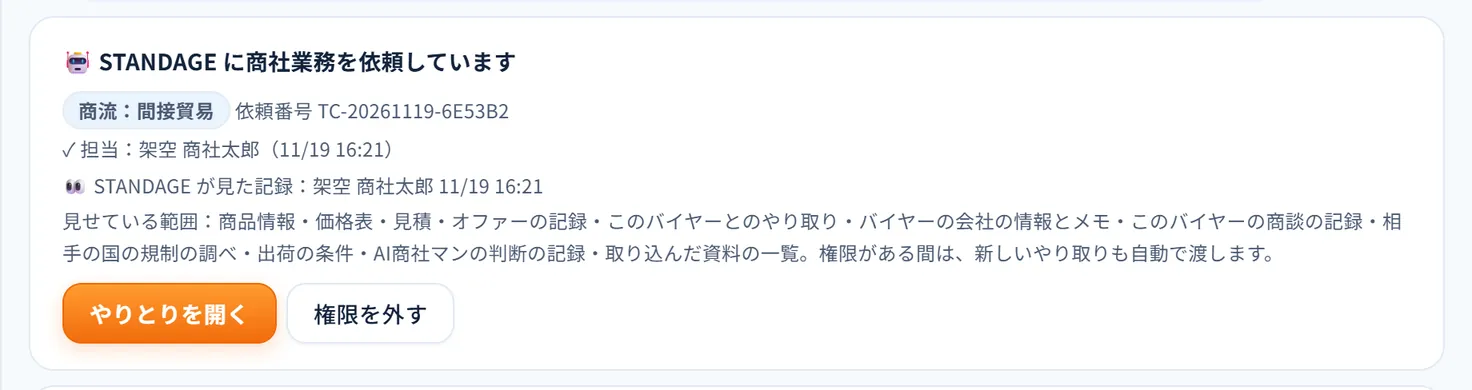 STANDAGE に商社業務を依頼しています
商流：間接貿易 依頼番号 TC-20261119-6E53B2
✓ 担当：架空 商社太郎（11/19 16:21）
👀 STANDAGE が見た記録：架空 商社太郎 11/19 16:21
見せている範囲：商品情報・価格表・見積・オファーの記録・このバイヤーとのやり取り・バイヤーの会社の情報とメモ・このバイヤーの商談の記録・相
手の国の規制の調べ・出荷の条件・AI商社マンの判断の記録・取り込んだ資料の一覧。権限がある間は、新しいやり取りも自動で渡します。
やりとりを開く 権限を外す